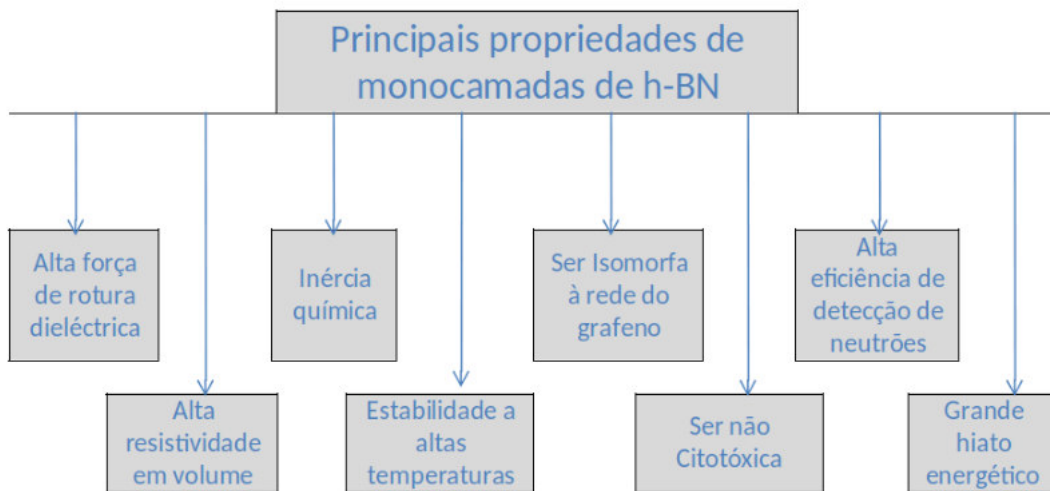 Principais propriedades de
monocamadas de h-BN
Alta força
de rotura
dieléctrica
Inércia
química
Ser Isomorfa
à rede do
grafeno
Alta
eficiência de
detecção de
neutrões
Alta
resistividade
em volume
Estabilidade a
altas
temperaturas
Ser não
Citotóxica
Grande
hiato
energético